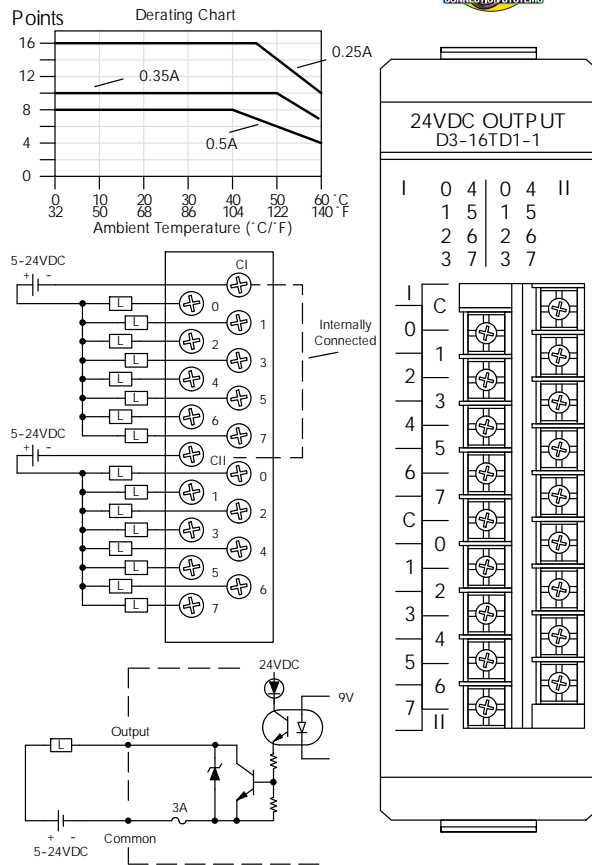 CONNECTION SYSTEMS
Points
Derating Chart
16
12
8
4
0
0.25A
0.35A
0.5A
0 10 20 30 40 50 60˚C
32 50 68 86 104 122 140˚F
Ambient Temperature (˚C/˚F)
5-24VDC
+ -
CI
L 0
L 1
L 2
L 3
L 4
L 5
L 6
L 7
Internally
Connected
5-24VDC
+ -
CII
L 0
L 1
L 2
L 3
L 4
L 5
L 6
L 7
24VDC
9V
Output
L
3A
+ -
5-24VDC
Common
24VDC OUTPUT
D3-16TD1-1
I 0 4 0 4 II
1 5 1 5
2 6 2 6
3 7 3 7
I
C
0
1
2
3
4
5
6
7
C
0
1
2
3
4
5
6
7
II